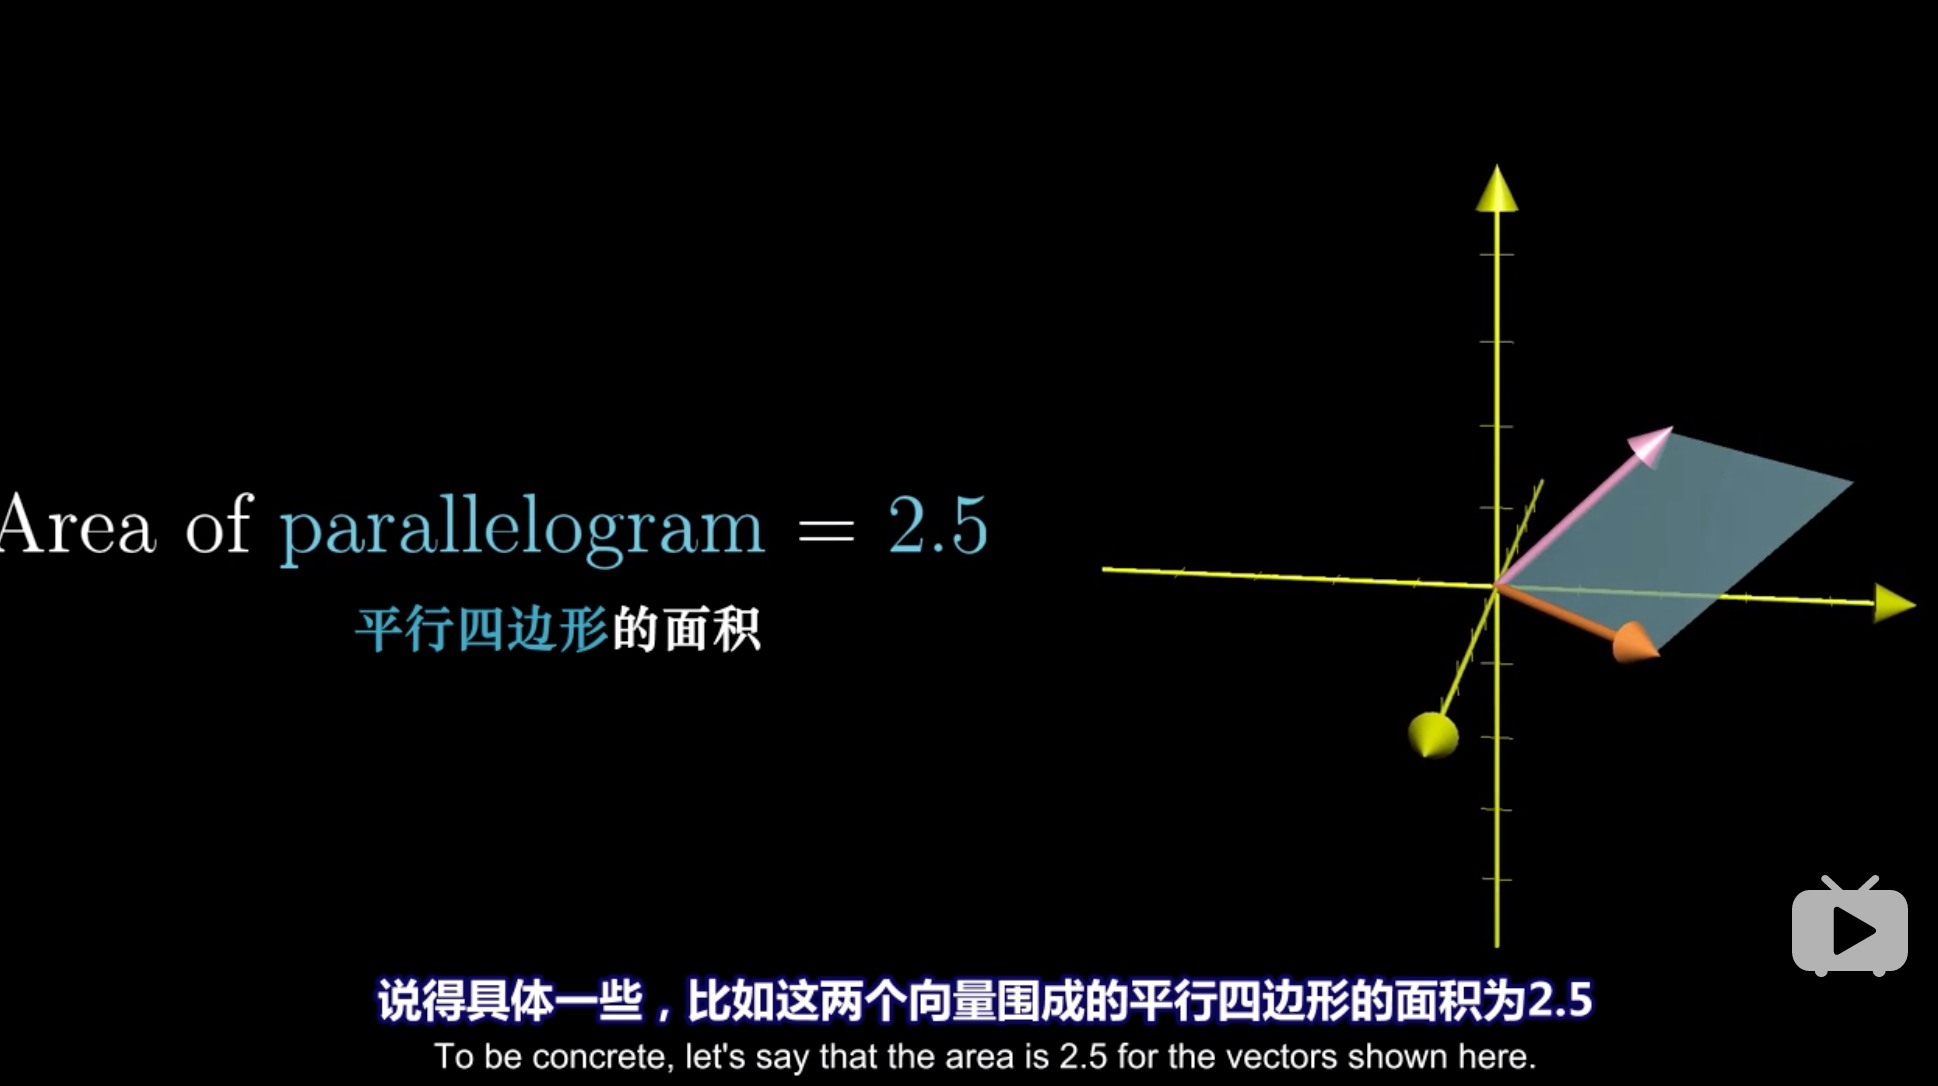 Area of parallelogram = 2.5
平行四边形的面积
说得具体一些，比如这两个向量围成的平行四边形的面积为2.5
To be concrete, let's say that the area is 2.5 for the vectors shown here.